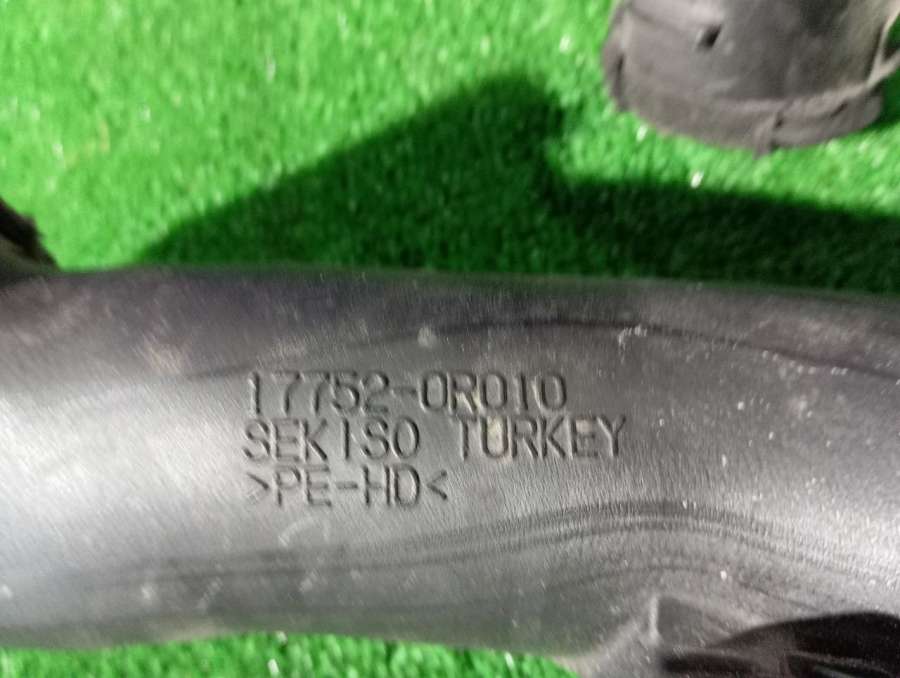 17752-0R010
SEKISO TURKEY
>PE-HD<